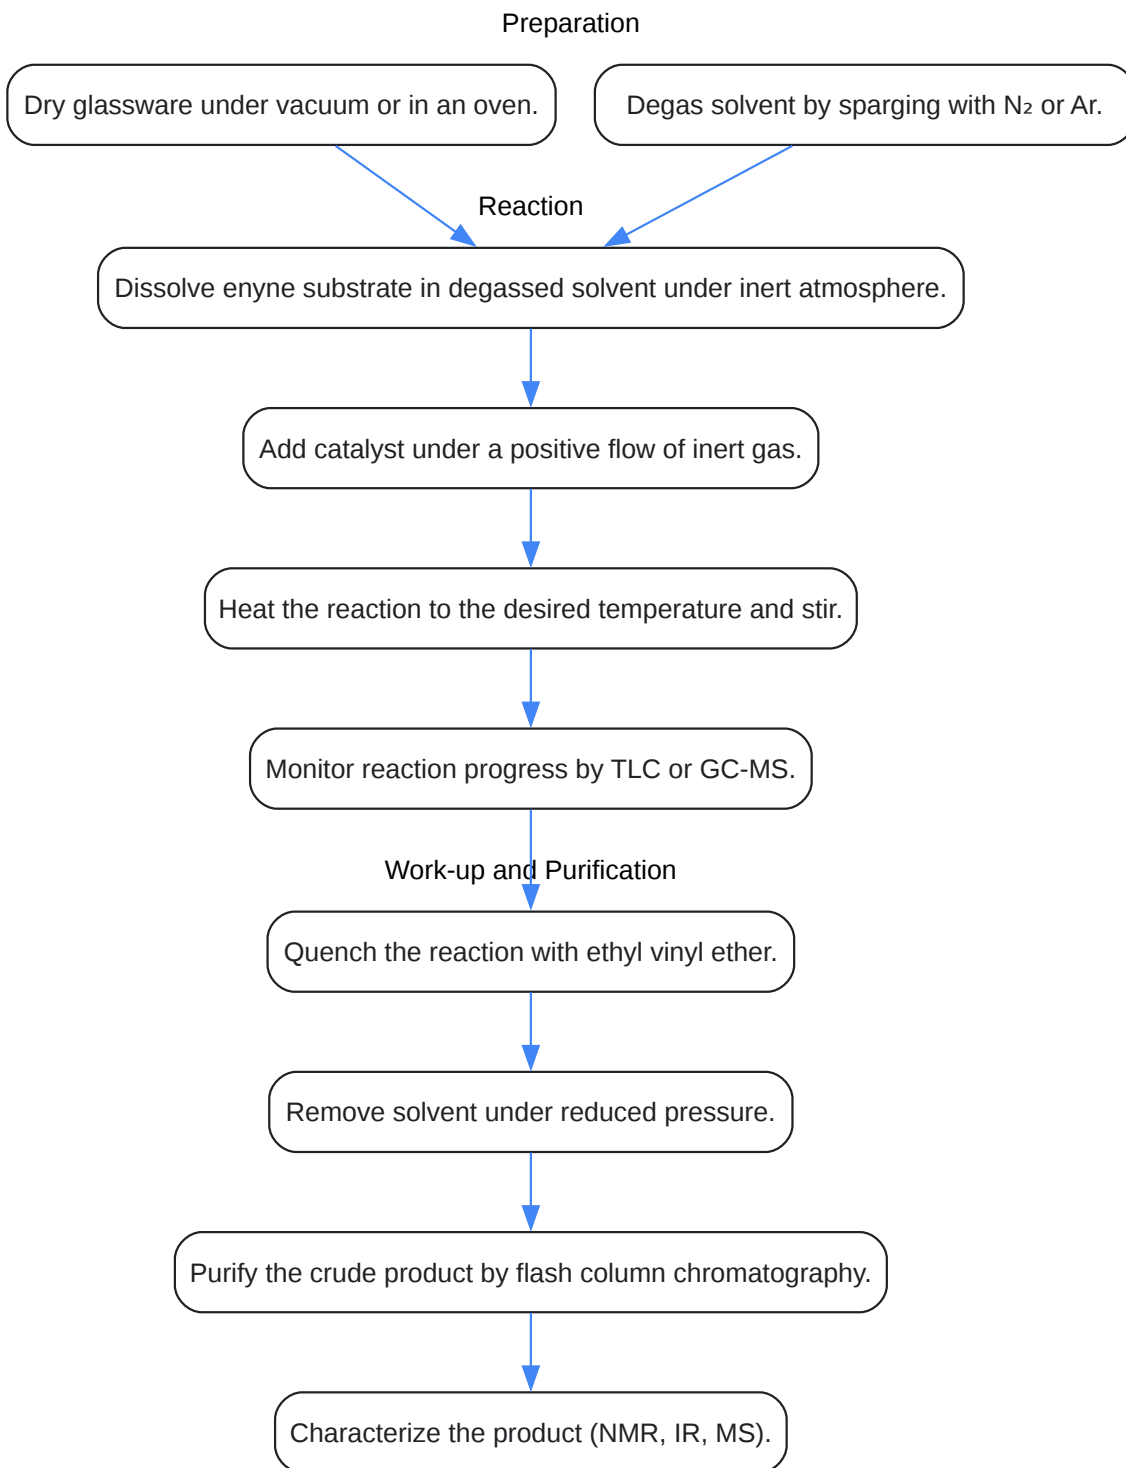 Preparation
Dry glassware under vacuum or in an oven.
Degas solvent by sparging with N₂ or Ar.
Reaction
Dissolve enyne substrate in degassed solvent under inert atmosphere.
Add catalyst under a positive flow of inert gas.
Heat the reaction to the desired temperature and stir.
Monitor reaction progress by TLC or GC-MS.
Work-up and Purification
Quench the reaction with ethyl vinyl ether.
Remove solvent under reduced pressure.
Purify the crude product by flash column chromatography.
Characterize the product (NMR, IR, MS).